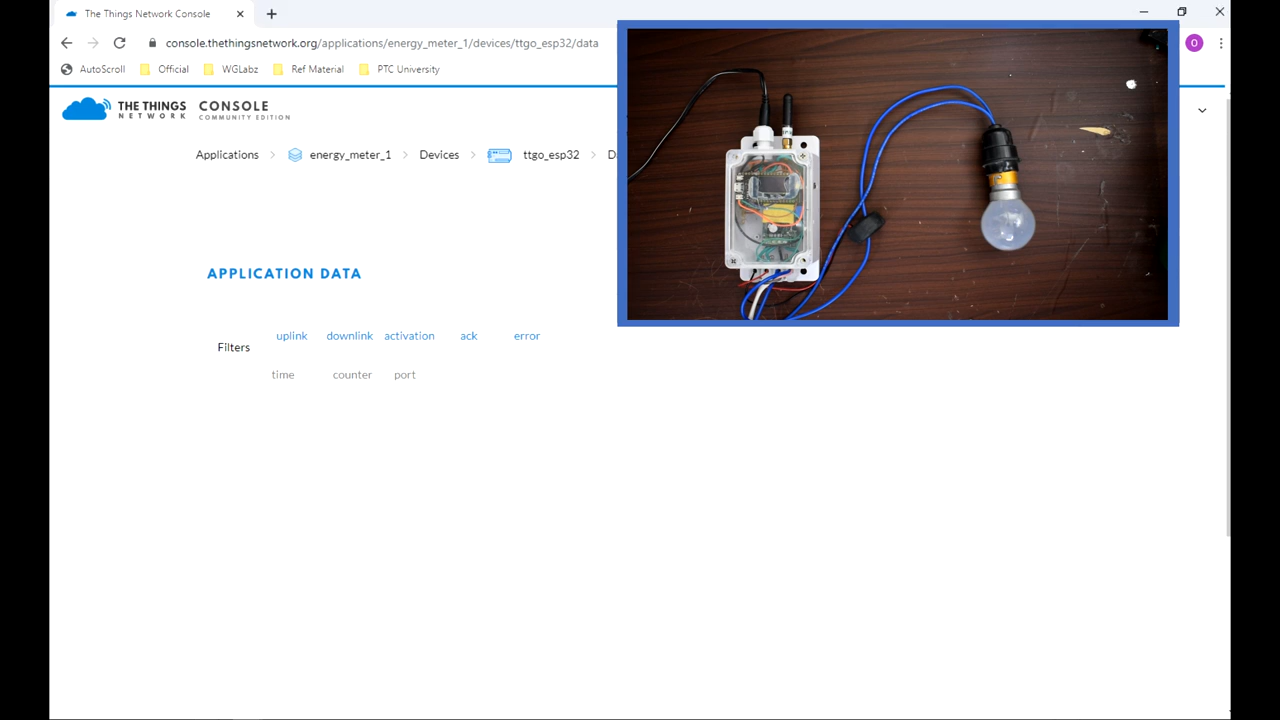 The Things Network Console
console.thethingsnetwork.org/applications/energy_meter_1/devices/ttgo_esp32/data
O
AutoScroll Official WGLabz Ref Material PTC University
THE THINGS
NETWORK
CONSOLE
COMMUNITY EDITION
Applications energy_meter_1 Devices ttgo_esp32 D
APPLICATION DATA
Filters
uplink downlink activation ack error
time counter port